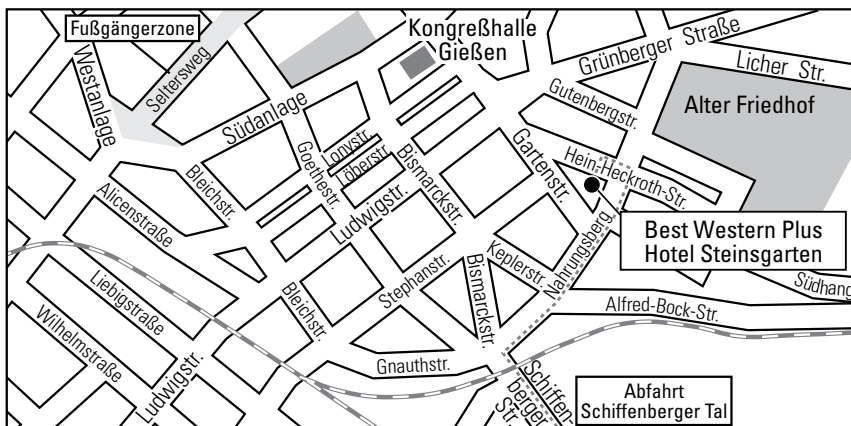 Fußgängerzone
Kongreßhalle
Gießen
Grünberger Straße
Licher Str.
Seltersweg
Westanlage
Südanlage
Gutenbergstr.
Alter Friedhof
Lonystr.
Löberstr.
Goethestr.
Bismarckstr.
Gartenstr.
Hein-Heckroth-Str.
Bleichstr.
Alicenstraße
Ludwigstr.
Best Western Plus
Hotel Steinsgarten
Keplerstr.
Nahrungsberg
Stephanstr.
Bismarckstr.
Südhang
Liebigstraße
Bleichstr.
Alfred-Bock-Str.
Wilhelmstraße
Ludwigstr.
Gnauthstr.
Schiffen-
berger
Str.
Abfahrt
Schiffenberger Tal